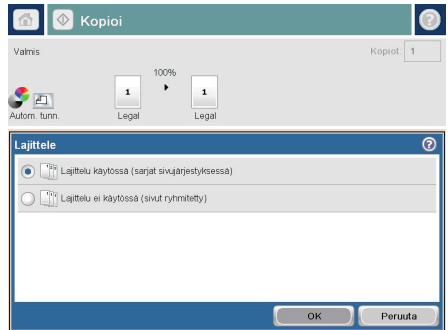 Kopioi
Valmis
Kopiot: 1
100%
1
1
Autom. tunn.
Legal
Legal
Lajittele
Lajittelu käytössä (sarjat sivujärjestyksessä)
Lajittelu ei käytössä (sivut ryhmitetty)
OK
Peruuta